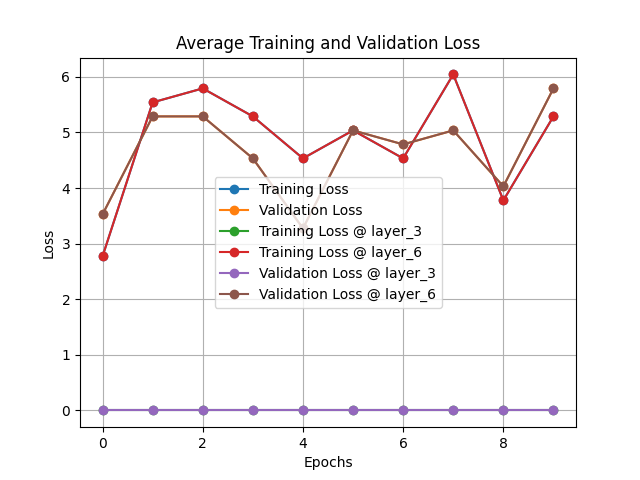 Average Training and Validation Loss
Loss
6
5
4
3
2
1
0
Training Loss
Validation Loss
Training Loss @ layer_3
Training Loss @ layer_6
Validation Loss @ layer_3
Validation Loss @ layer_6
0 2 4 6 8
Epochs